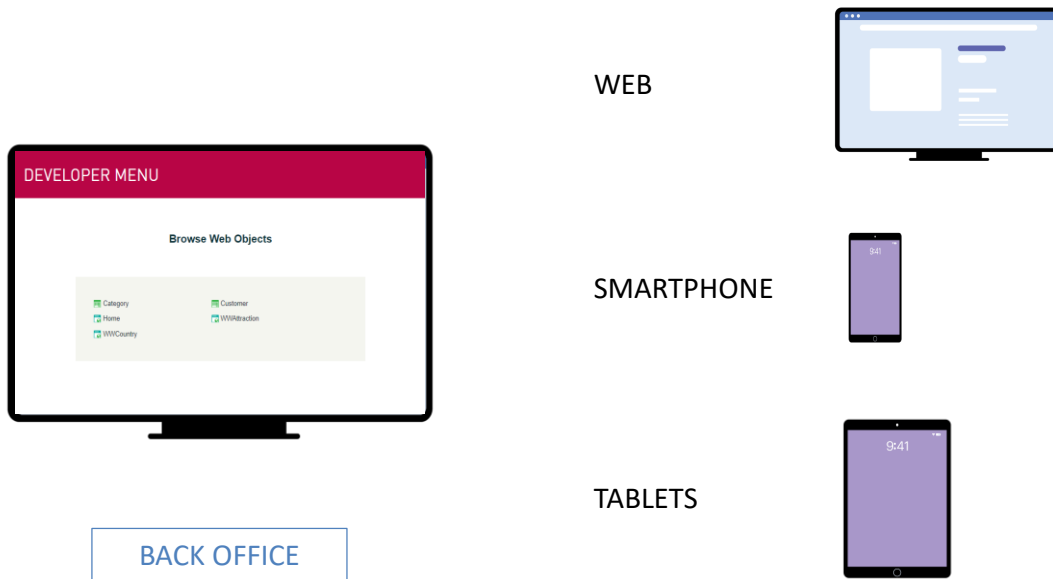 DEVELOPER MENU
Browse Web Objects
Category
Customer
Home
WWAttraction
WWCountry
BACK OFFICE
WEB
SMARTPHONE
9:41
TABLETS
9:41